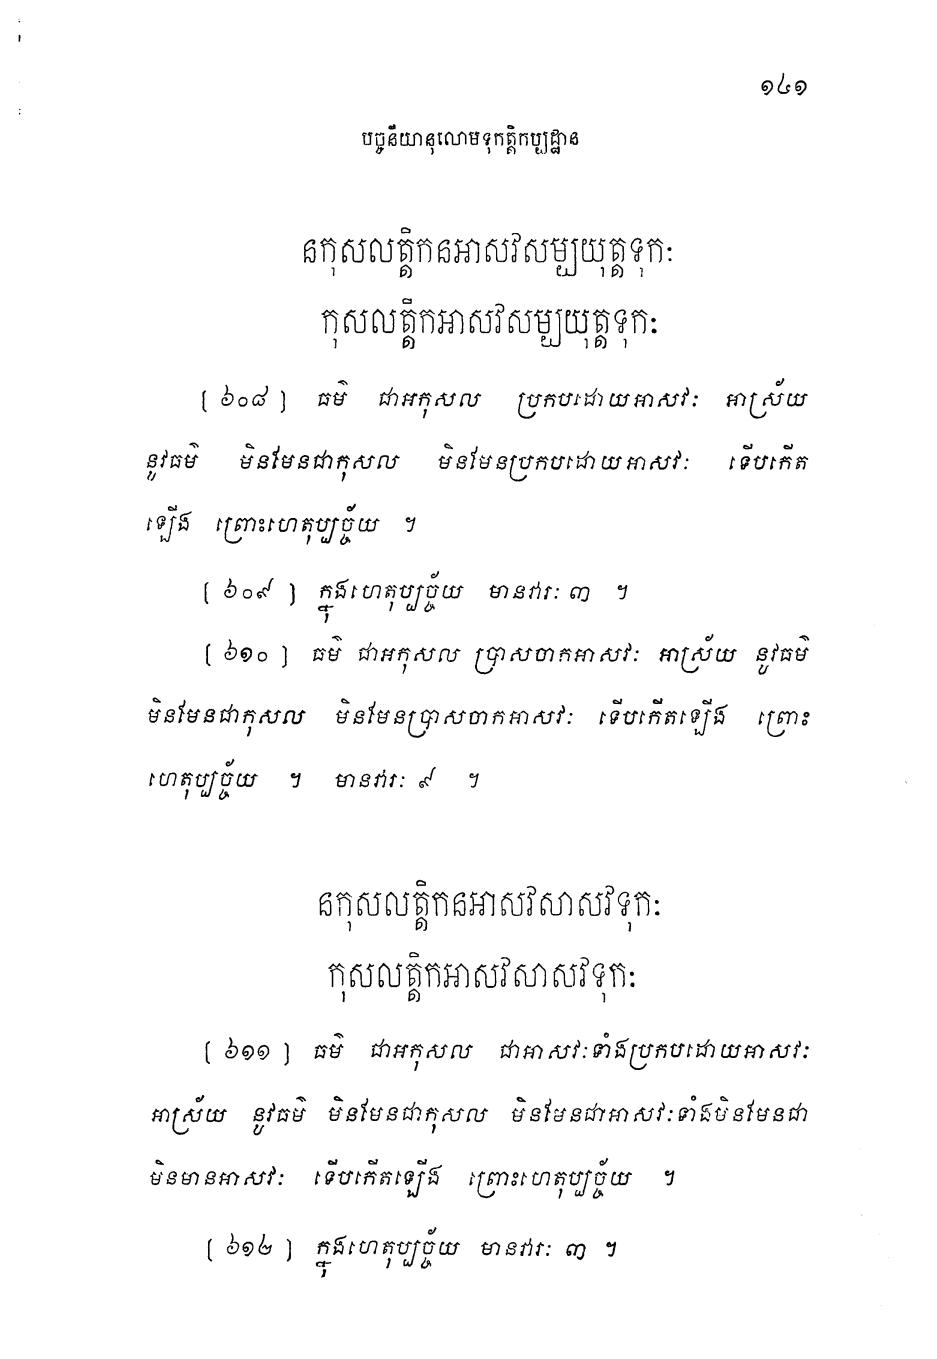 ១៤១
បច្ចនីយានុលោមទុកត្តិកប្បដ្ឋាន
នកុសលត្តិកនអាសវសម្បយុត្តទុកៈ
កុសលត្តិកអាសវសម្បយុត្តទុកៈ
[ ៦០៨ ] ធម៌ ជាអកុសល ប្រកបដោយអាសវៈ អាស្រ័យ
នូវធម៌ មិនមែនជាកុសល មិនមែនប្រកបដោយអាសវៈ ទើបកើត
ឡើង ព្រោះហេតុប្បច្ច័យ ។
[ ៦០៩ ] ក្នុងហេតុប្បច្ច័យ មានវារៈ ៣ ។
[ ៦១០ ] ធម៌ ជាអកុសល ប្រាសចាកអាសវៈ អាស្រ័យ នូវធម៌
មិនមែនជាកុសល មិនមែនប្រាសចាកអាសវៈ ទើបកើតឡើង ព្រោះ
ហេតុប្បច្ច័យ ។ មានវារៈ ៩ ។
នកុសលត្តិកនអាសវសាសវទុកៈ
កុសលត្តិកអាសវសាសវទុកៈ
[ ៦១១ ] ធម៌ ជាអកុសល ជាអាសវៈទាំងប្រកបដោយអាសវៈ
អាស្រ័យ នូវធម៌ មិនមែនជាកុសល មិនមែនជាអាសវៈទាំងមិនមែនជា
មិនមានអាសវៈ ទើបកើតឡើង ព្រោះហេតុប្បច្ច័យ ។
[ ៦១២ ] ក្នុងហេតុប្បច្ច័យ មានវារៈ ៣ ។